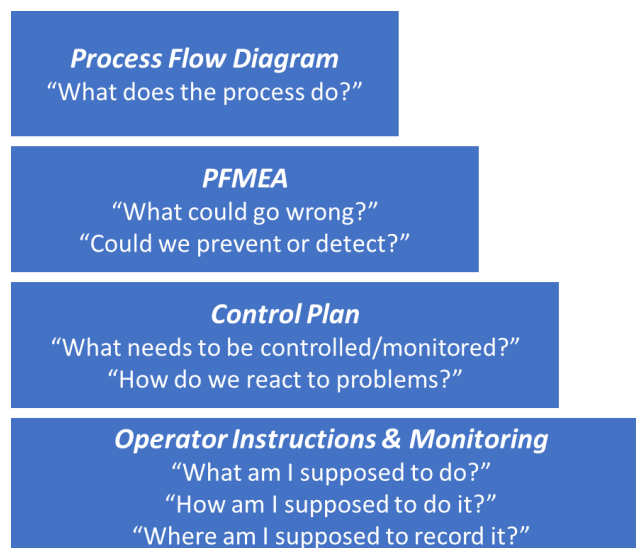 Process Flow Diagram
“What does the process do?”
PFMEA
“What could go wrong?”
“Could we prevent or detect?”
Control Plan
“What needs to be controlled/monitored?”
“How do we react to problems?”
Operator Instructions & Monitoring
“What am I supposed to do?”
“How am I supposed to do it?”
“Where am I supposed to record it?”